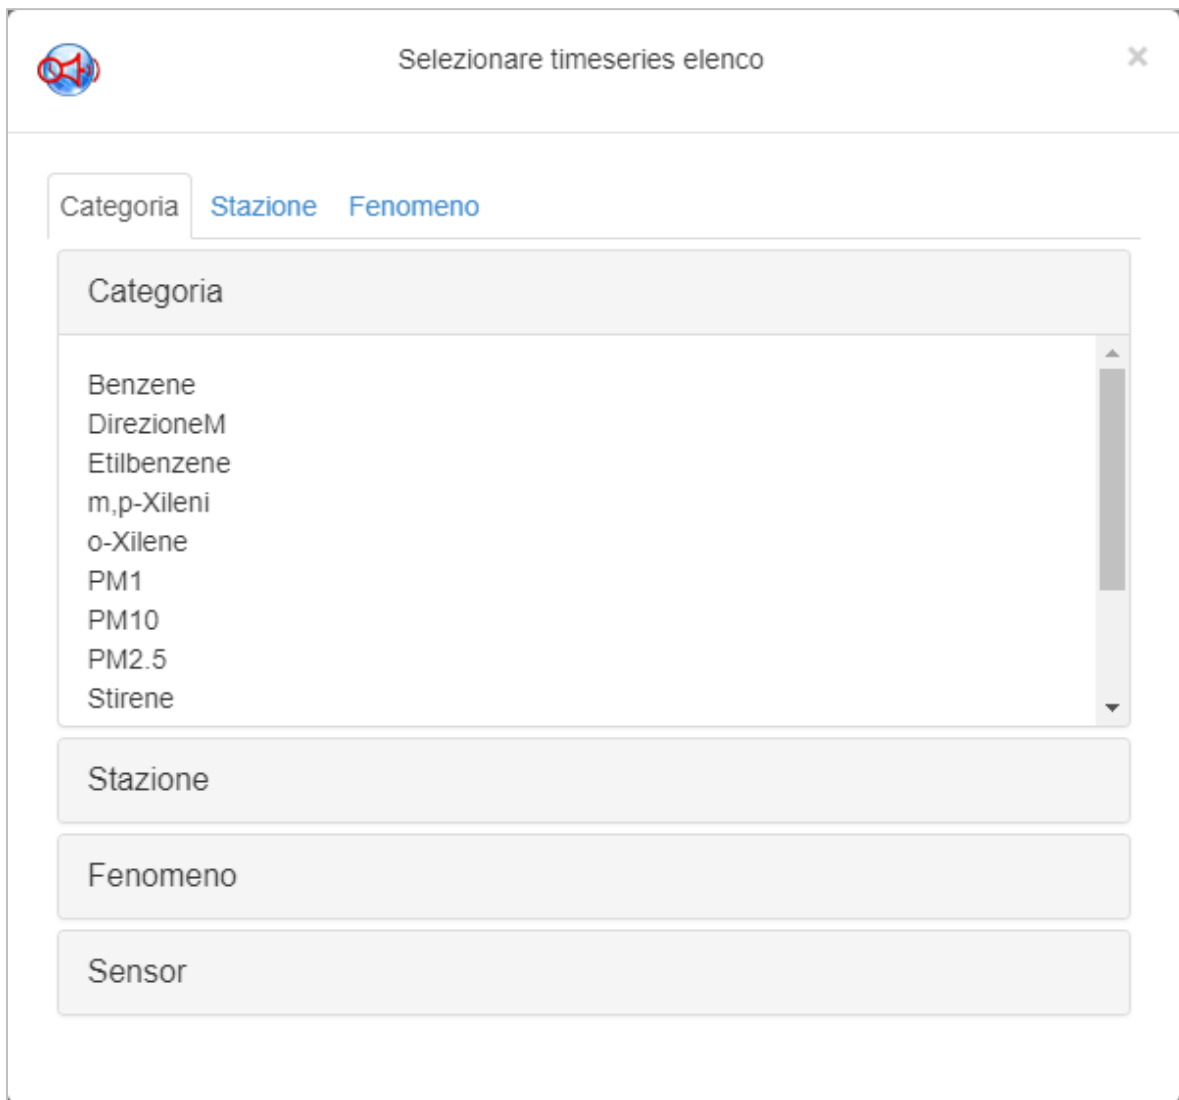 Selezionare timeseries elenco
×
Categoria Stazione Fenomeno
Categoria
Benzene
DirezioneM
Etilbenzene
m,p-Xileni
o-Xilene
PM1
PM10
PM2.5
Stirene
Stazione
Fenomeno
Sensor